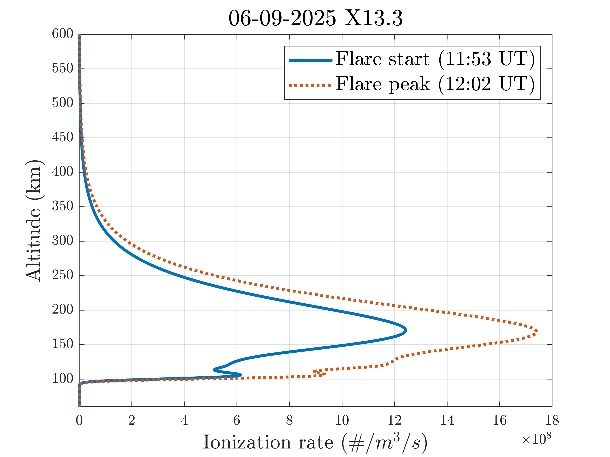 06-09-2025 X13.3
Flare start (11:53 UT)
Flare peak (12:02 UT)
600
550
500
450
400
350
300
250
200
150
100
Altitude (km)
0 2 4 6 8 10 12 14 16 18
×10⁸
Ionization rate (#/m³/s)